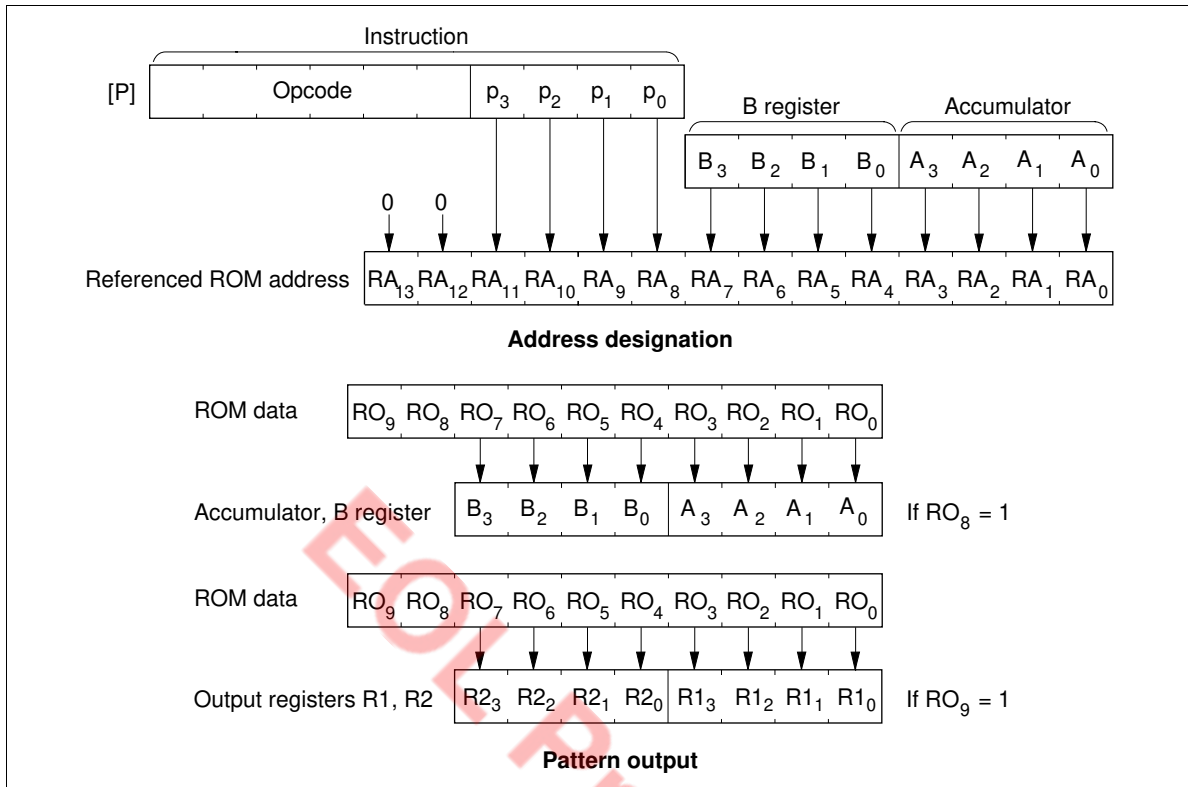 Instruction
[P] Opcode p3 p2 p1 p0
B register Accumulator
B3 B2 B1 B0 A3 A2 A1 A0
0 0
Referenced ROM address RA13 RA12 RA11 RA10 RA9 RA8 RA7 RA6 RA5 RA4 RA3 RA2 RA1 RA0
Address designation
ROM data RO9 RO8 RO7 RO6 RO5 RO4 RO3 RO2 RO1 RO0
Accumulator, B register B3 B2 B1 B0 A3 A2 A1 A0 If RO8 = 1
ROM data RO9 RO8 RO7 RO6 RO5 RO4 RO3 RO2 RO1 RO0
Output registers R1, R2 R23 R22 R21 R20 R13 R12 R11 R10 If RO9 = 1
Pattern output
EOL Pr